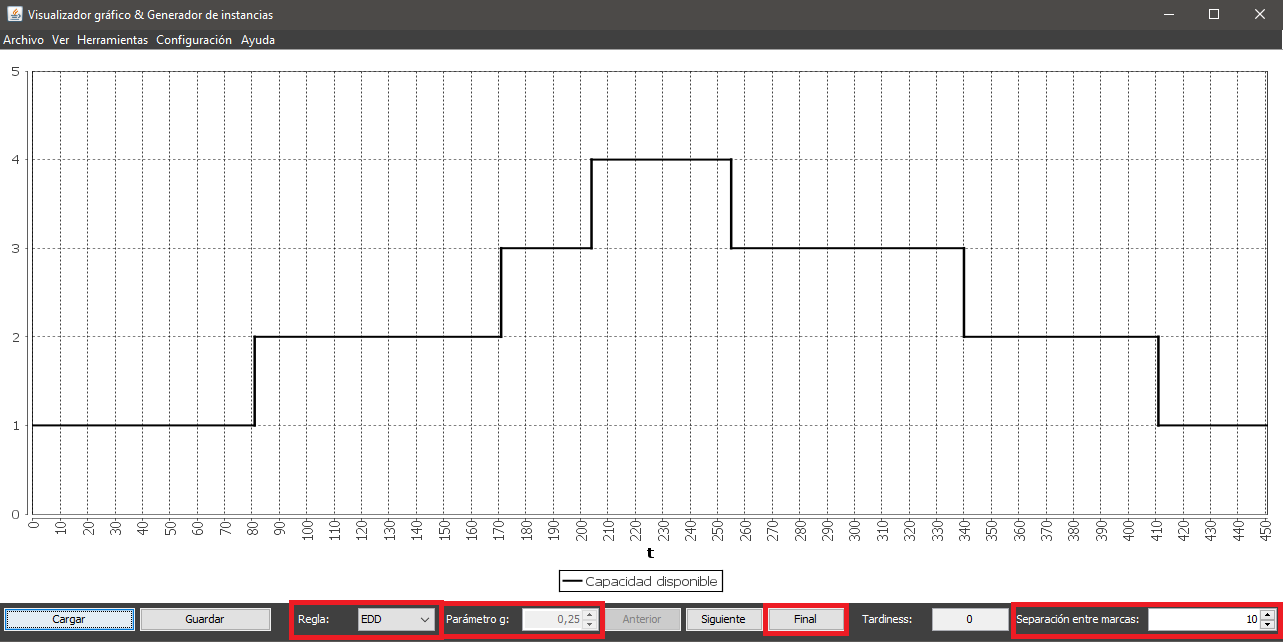 Visualizador gráfico & Generador de instancias
Archivo Ver Herramientas Configuración Ayuda
5
4
3
2
1
0
0 10 20 30 40 50 60 70 80 90 100 110 120 130 140 150 160 170 180 190 200 210 220 230 240 250 260 270 280 290 300 310 320 330 340 350 360 370 380 390 400 410 420 430 440 450
t
Capacidad disponible
Cargar Guardar Regla: EDD Parámetro g: 0,25 Anterior Siguiente Final Tardiness: 0 Separación entre marcas: 10